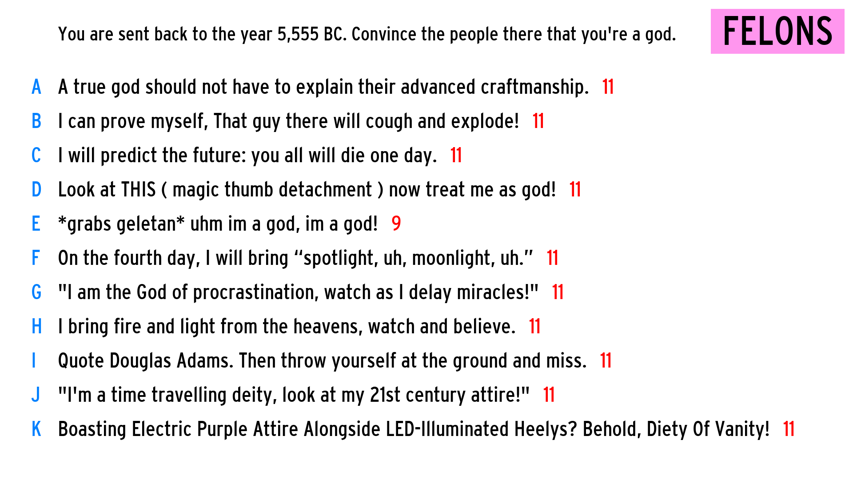 You are sent back to the year 5,555 BC. Convince the people there that you're a god.
FELONS
A A true god should not have to explain their advanced craftmanship. 11
B I can prove myself, That guy there will cough and explode! 11
C I will predict the future: you all will die one day. 11
D Look at THIS ( magic thumb detachment ) now treat me as god! 11
E *grabs geletan* uhm im a god, im a god! 9
F On the fourth day, I will bring “spotlight, uh, moonlight, uh.” 11
G "I am the God of procrastination, watch as I delay miracles!" 11
H I bring fire and light from the heavens, watch and believe. 11
I Quote Douglas Adams. Then throw yourself at the ground and miss. 11
J "I'm a time travelling deity, look at my 21st century attire!" 11
K Boasting Electric Purple Attire Alongside LED-Illuminated Heelys? Behold, Diety Of Vanity! 11